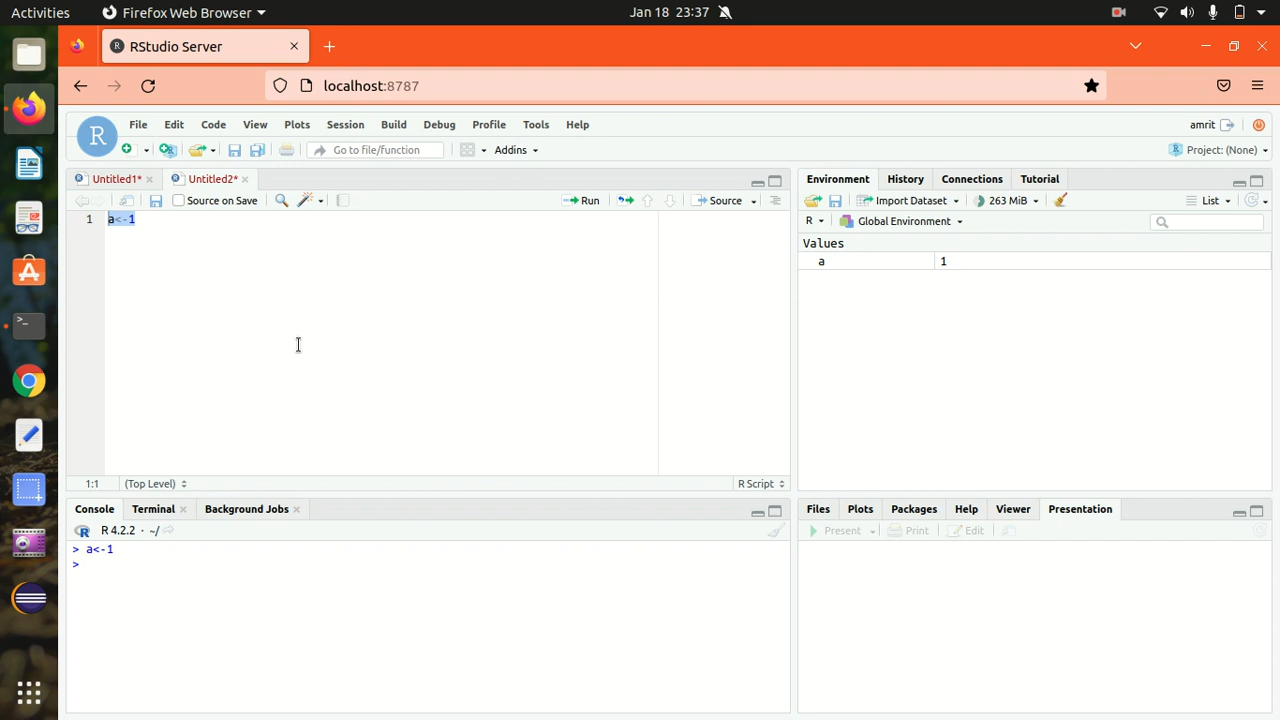 Activities Firefox Web Browser Jan 18 23:37
RStudio Server
localhost:8787
File Edit Code View Plots Session Build Debug Profile Tools Help amrit
Go to file/function Addins Project: (None)
Untitled1* Untitled2*
Source on Save Run Source
1 a<-1
1:1 (Top Level) R Script
Console Terminal Background Jobs
R 4.2.2 · ~/
> a<-1
>
Environment History Connections Tutorial
Import Dataset 263 MiB List
R Global Environment
Values
a 1
Files Plots Packages Help Viewer Presentation
Present Print Edit